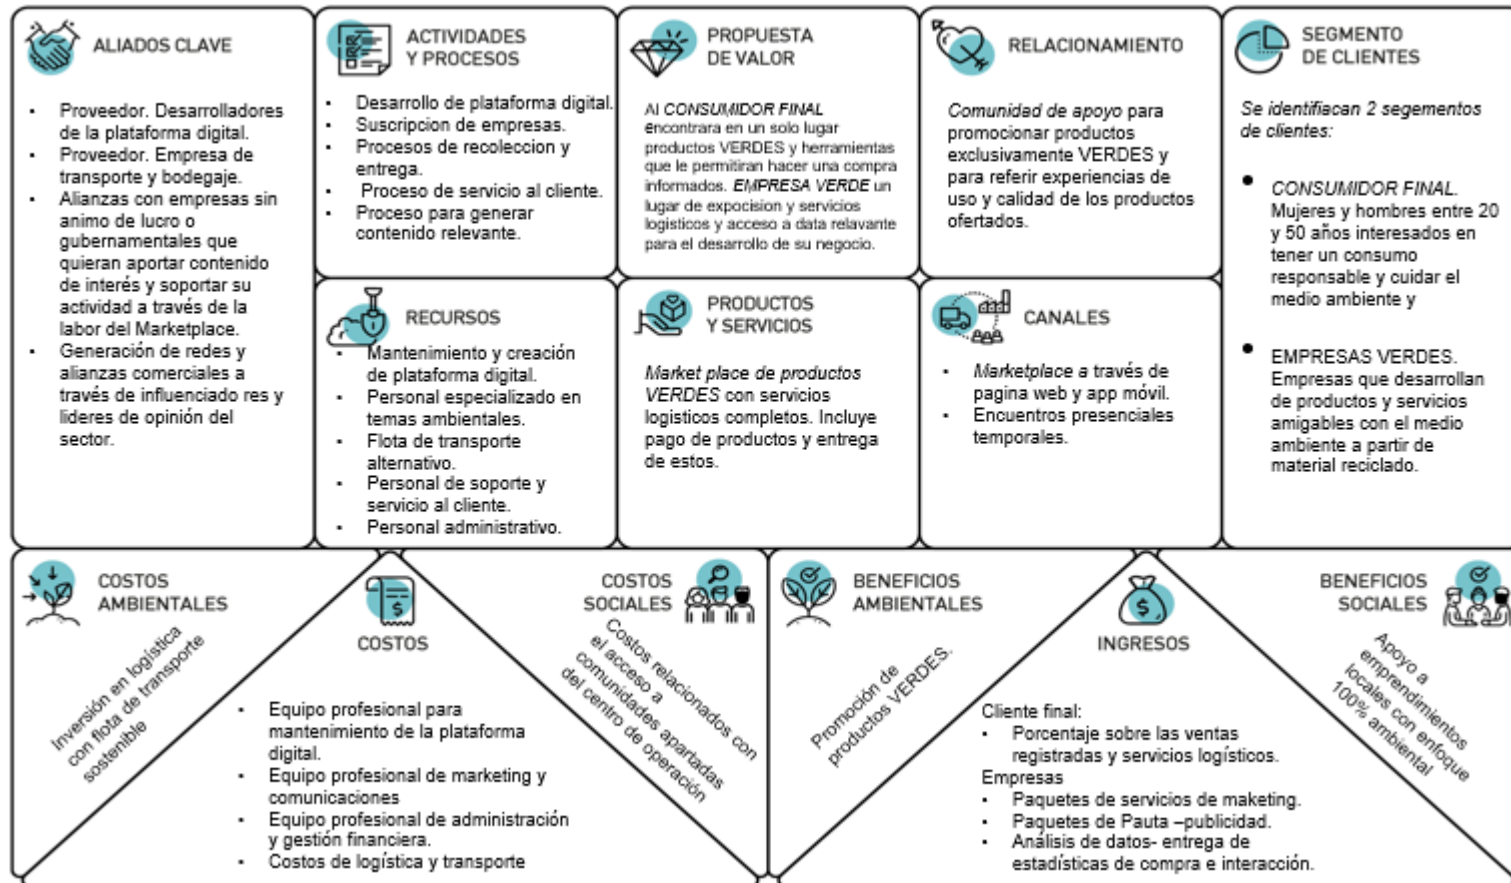 ALIADOS CLAVE
▪ Proveedor. Desarrolladores
de la plataforma digital.
▪ Proveedor. Empresa de
transporte y bodegaje.
▪ Alianzas con empresas sin
animo de lucro o
gubernamentales que
quieran aportar contenido
de interés y soportar su
actividad a través de la
labor del Marketplace.
▪ Generación de redes y
alianzas comerciales a
través de influenciado res y
lideres de opinión del
sector.
ACTIVIDADES
Y PROCESOS
▪ Desarrollo de plataforma digital.
▪ Suscripcion de empresas.
▪ Procesos de recoleccion y
entrega.
▪ Proceso de servicio al cliente.
▪ Proceso para generar
contenido relevante.
RECURSOS
▪ Mantenimiento y creación
de plataforma digital.
▪ Personal especializado en
temas ambientales.
▪ Flota de transporte
alternativo.
▪ Personal de soporte y
servicio al cliente.
▪ Personal administrativo.
PROPUESTA
DE VALOR
Al CONSUMIDOR FINAL
encontrara en un solo lugar
productos VERDES y herramientas
que le permitiran hacer una compra
informados. EMPRESA VERDE un
lugar de expocision y servicios
logisticos y acceso a data relavante
para el desarrollo de su negocio.
PRODUCTOS
Y SERVICIOS
Market place de productos
VERDES con servicios
logisticos completos. Incluye
pago de productos y entrega
de estos.
RELACIONAMIENTO
Comunidad de apoyo para
promocionar productos
exclusivamente VERDES y
para referir experiencias de
uso y calidad de los productos
ofertados.
CANALES
▪ Marketplace a través de
pagina web y app móvil.
▪ Encuentros presenciales
temporales.
SEGMENTO
DE CLIENTES
Se identifiacan 2 segementos
de clientes:
• CONSUMIDOR FINAL.
Mujeres y hombres entre 20
y 50 años interesados en
tener un consumo
responsable y cuidar el
medio ambiente y
• EMPRESAS VERDES.
Empresas que desarrollan
de productos y servicios
amigables con el medio
ambiente a partir de
material reciclado.
COSTOS
AMBIENTALES
Inversión en logística
con flota de transporte
sostenible
COSTOS
▪ Equipo profesional para
mantenimiento de la plataforma
digital.
▪ Equipo profesional de marketing y
comunicaciones
▪ Equipo profesional de administración
y gestión financiera.
▪ Costos de logística y transporte
COSTOS
SOCIALES
Costos relacionados con
el acceso a
comunidades apartadas
del centro de operación
BENEFICIOS
AMBIENTALES
Promoción de
productos VERDES.
INGRESOS
Cliente final:
▪ Porcentaje sobre las ventas
registradas y servicios logísticos.
Empresas
▪ Paquetes de servicios de maketing.
▪ Paquetes de Pauta –publicidad.
▪ Análisis de datos- entrega de
estadísticas de compra e interacción.
BENEFICIOS
SOCIALES
Apoyo a
emprendimientos
locales con enfoque
100% ambiental